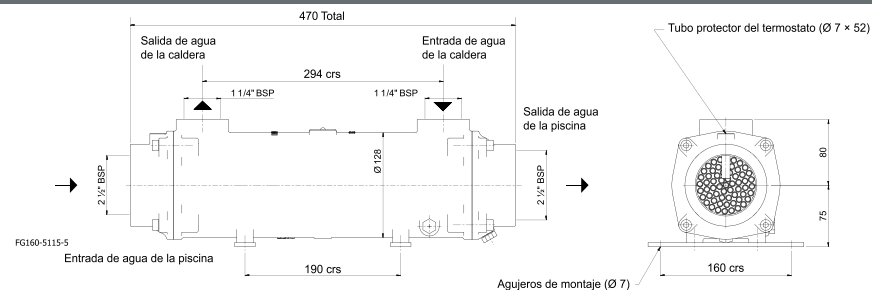 470 Total
Salida de agua
de la caldera
Entrada de agua
de la caldera
294 crs
1 1/4" BSP
1 1/4" BSP
Salida de agua
de la piscina
2 ½" BSP
Ø 128
2 ½" BSP
FG160-5115-5
Entrada de agua de la piscina
190 crs
Tubo protector del termostato (Ø 7 × 52)
80
75
160 crs
Agujeros de montaje (Ø 7)